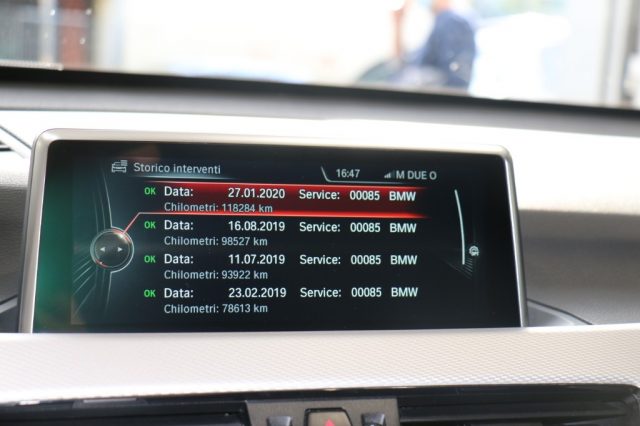 Storico interventi 16:47 M DUE O
OK Data: 27.01.2020 Service: 00085 BMW
Chilometri: 118284 km
OK Data: 16.08.2019 Service: 00085 BMW
Chilometri: 98527 km
OK Data: 11.07.2019 Service: 00085 BMW
Chilometri: 93922 km
OK Data: 23.02.2019 Service: 00085 BMW
Chilometri: 78613 km